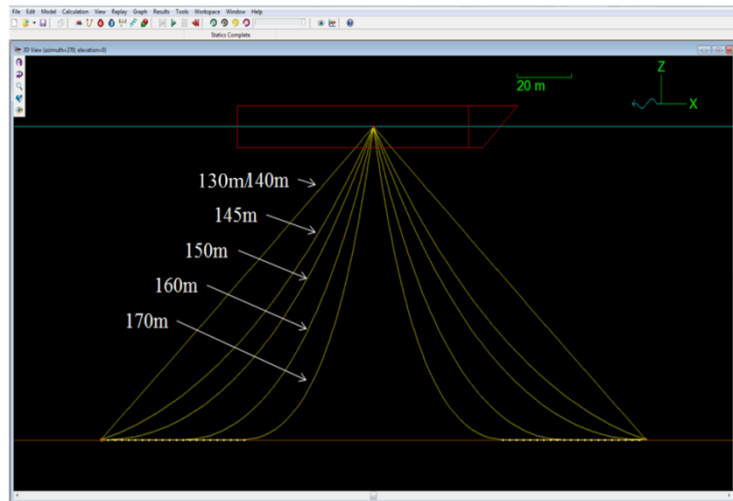 File Edit Model Calculation View Replay Graph Results Tools Workspace Window Help
Statics Complete
3D View (azimuth=270; elevation=0)
Z
20 m
X
130m/140m
145m
150m
160m
170m